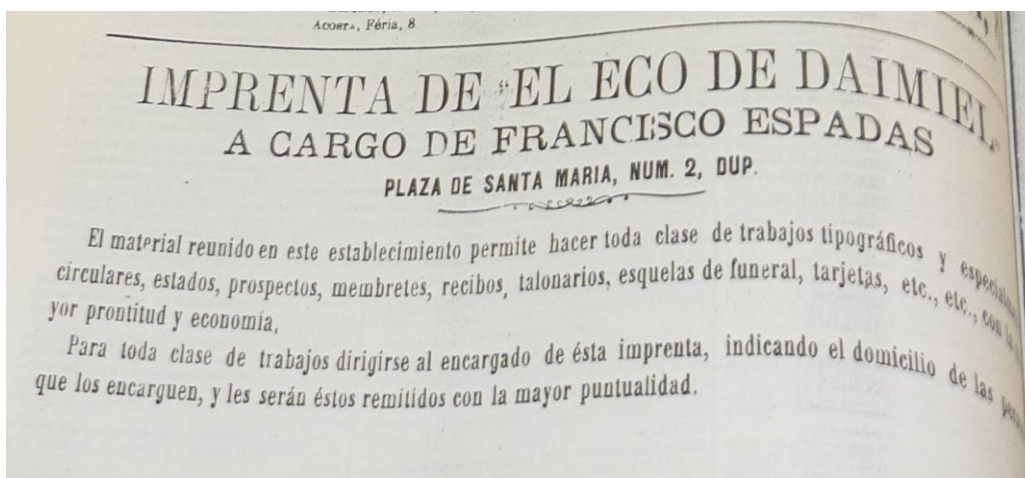 Acosta, Féria, 8
IMPRENTA DE "EL ECO DE DAIMIEL"
A CARGO DE FRANCISCO ESPADAS
PLAZA DE SANTA MARIA, NUM. 2, DUP.
El material reunido en este establecimiento permite hacer toda clase de trabajos tipográficos y
circulares, estados, prospectos, membretes, recibos, talonarios, esquelas de funeral, tarjetas, etc., etc., con la
yor prontitud y economía,
Para toda clase de trabajos dirigirse al encargado de ésta imprenta, indicando el domicilio de las
que los encarguen, y les serán éstos remitidos con la mayor puntualidad.